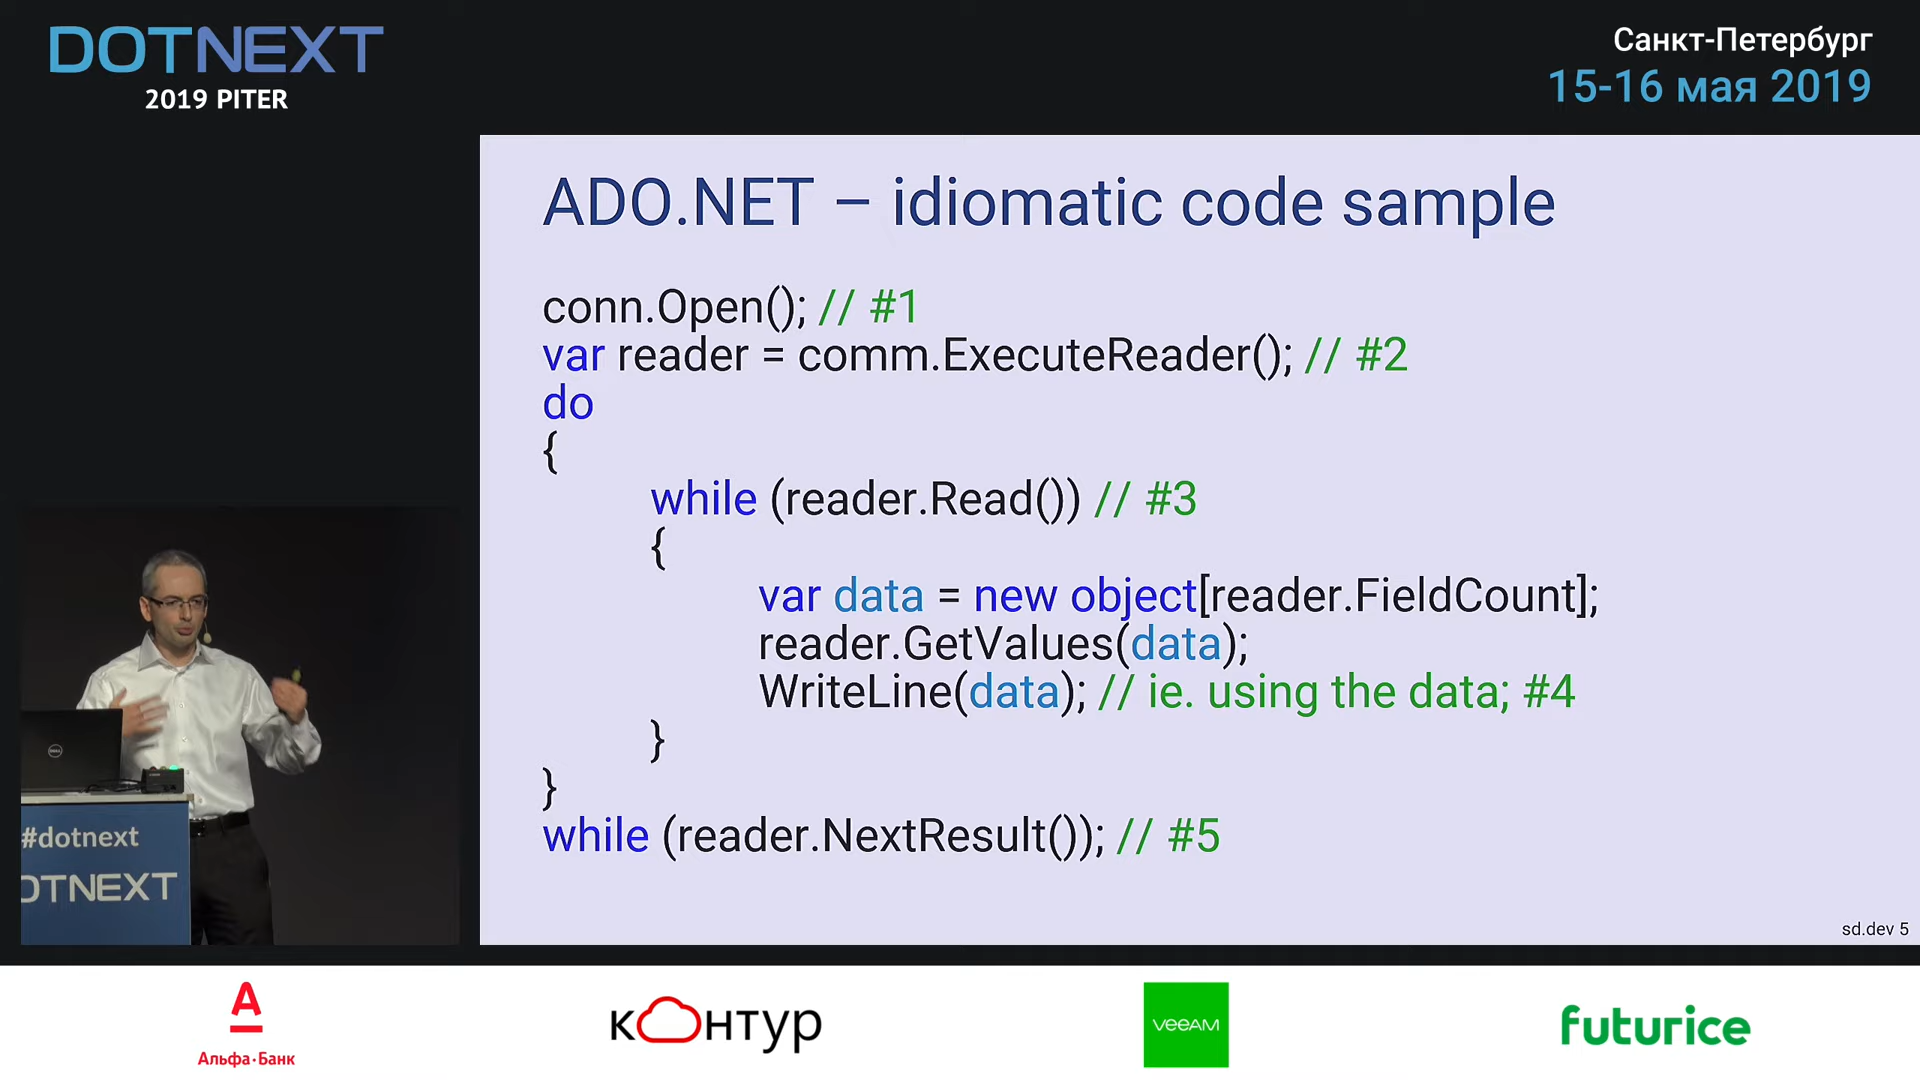 DOTNEXT
2019 PITER
Санкт-Петербург
15-16 мая 2019
ADO.NET – idiomatic code sample
conn.Open(); // #1
var reader = comm.ExecuteReader(); // #2
do
{
while (reader.Read()) // #3
{
var data = new object[reader.FieldCount];
reader.GetValues(data);
WriteLine(data); // ie. using the data; #4
}
}
while (reader.NextResult()); // #5
sd.dev 5
DELL
#dotnext
OTNEXT
А
Альфа·Банк
контур
veeAM
futurice